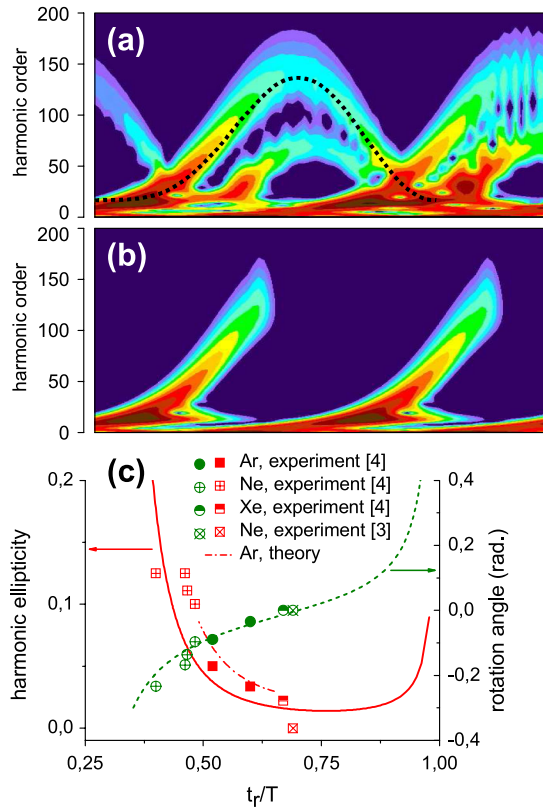 (a)
harmonic order
200
150
100
50
0
(b)
harmonic order
200
150
100
50
0
(c)
Ar, experiment [4]
Ne, experiment [4]
Xe, experiment [4]
Ne, experiment [3]
Ar, theory
harmonic ellipticity
0,2
0,1
0,0
rotation angle (rad.)
0,4
0,2
0,0
-0,2
-0,4
0,25 0,50 0,75 1,00
tr/T